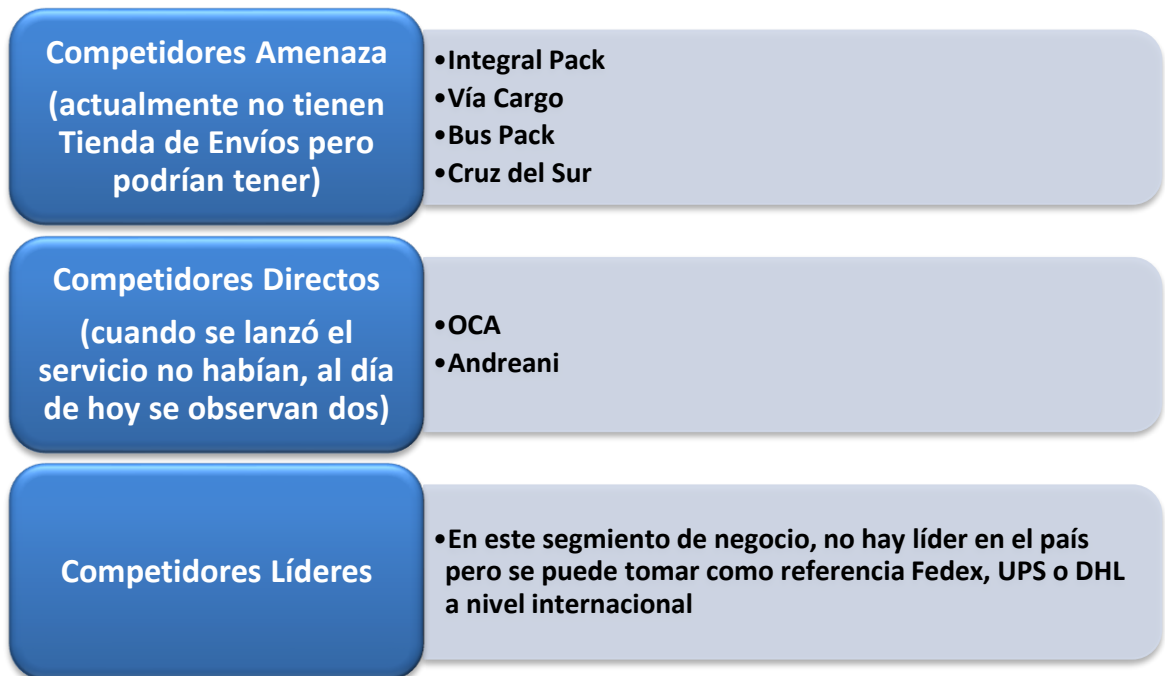 Competidores Amenaza
(actualmente no tienen
Tienda de Envíos pero
podrían tener)
•Integral Pack
•Vía Cargo
•Bus Pack
•Cruz del Sur
Competidores Directos
(cuando se lanzó el
servicio no habían, al día
de hoy se observan dos)
•OCA
•Andreani
Competidores Líderes
•En este segmiento de negocio, no hay líder en el país
pero se puede tomar como referencia Fedex, UPS o DHL
a nivel internacional